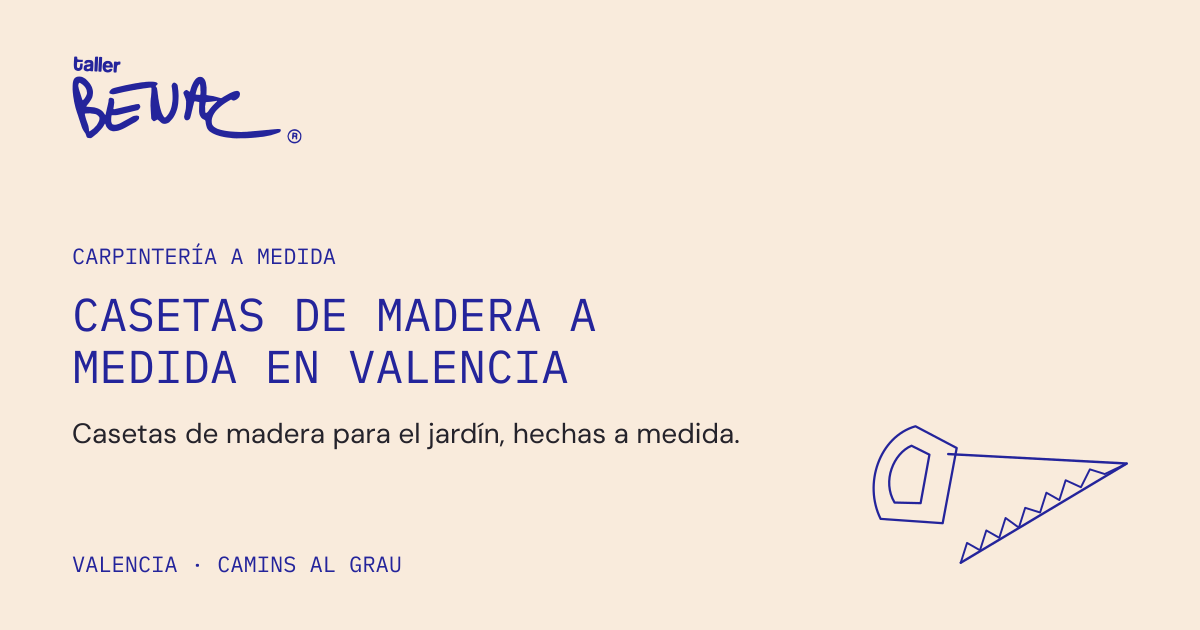 taller
BENAC ®
CARPINTERÍA A MEDIDA
CASETAS DE MADERA A
MEDIDA EN VALENCIA
Casetas de madera para el jardín, hechas a medida.
VALENCIA · CAMINS AL GRAU